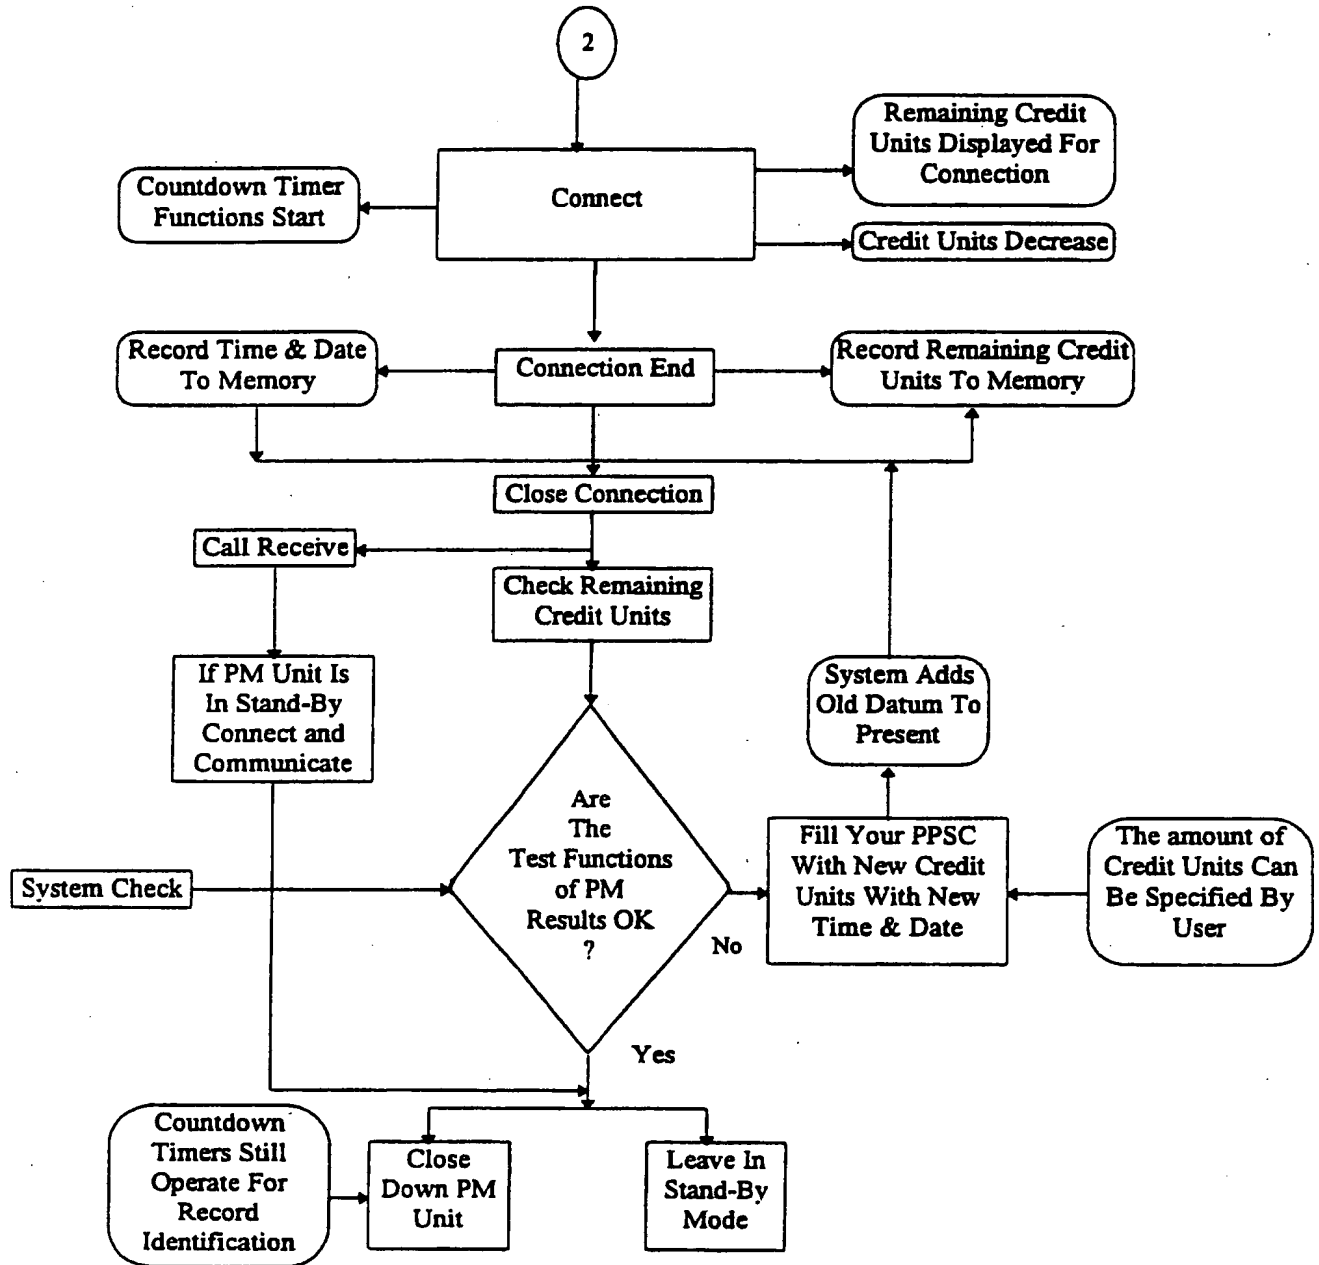 2
Remaining Credit
Units Displayed For
Connection
Countdown Timer
Functions Start
Connect
Credit Units Decrease
Record Time & Date
To Memory
Connection End
Record Remaining Credit
Units To Memory
Close Connection
Call Receive
Check Remaining
Credit Units
If PM Unit Is
In Stand-By
Connect and
Communicate
System Adds
Old Datum To
Present
Are
The
Test Functions
of PM
Results OK
?
System Check
No
Fill Your PPSC
With New Credit
Units With New
Time & Date
The amount of
Credit Units Can
Be Specified By
User
Yes
Countdown
Timers Still
Operate For
Record
Identification
Close
Down PM
Unit
Leave In
Stand-By
Mode